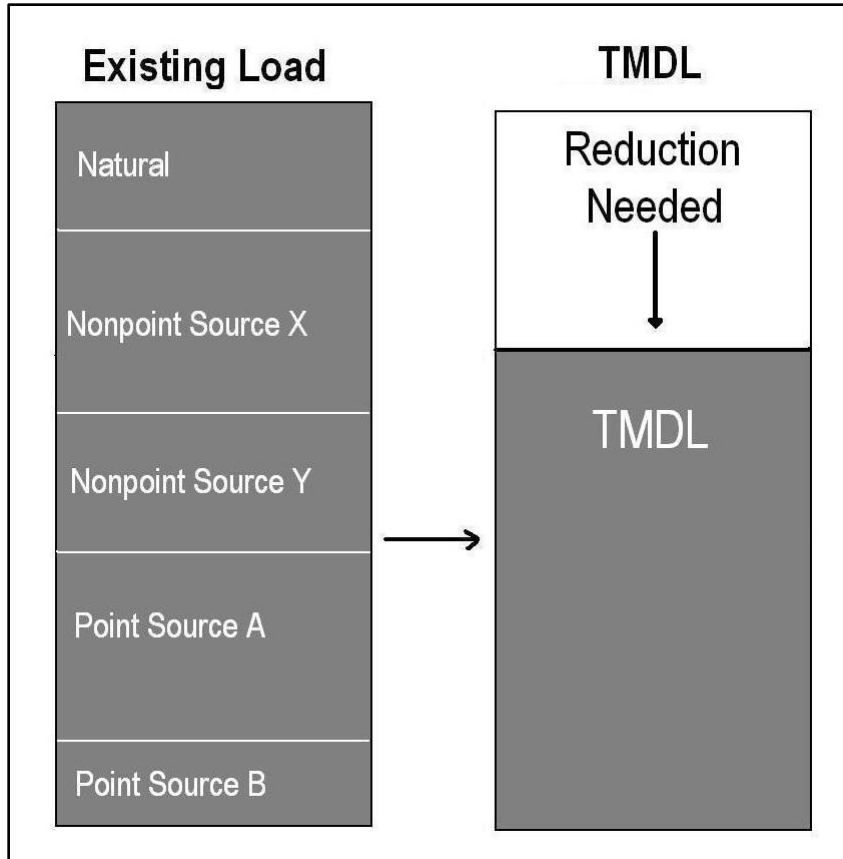 Existing Load
Natural
Nonpoint Source X
Nonpoint Source Y
Point Source A
Point Source B
TMDL
Reduction
Needed
TMDL